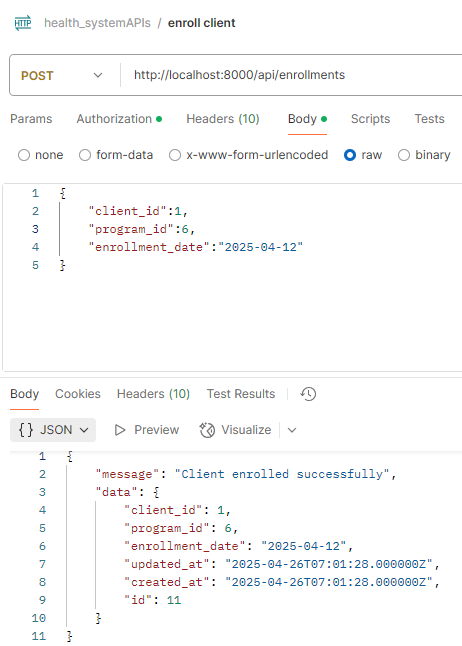 HTTP health_systemAPIs / enroll client
POST http://localhost:8000/api/enrollments
Params Authorization Headers (10) Body Scripts Tests
none form-data x-www-form-urlencoded raw binary
1 {
2 "client_id":1,
3 "program_id":6,
4 "enrollment_date":"2025-04-12"
5 }
Body Cookies Headers (10) Test Results
{} JSON Preview Visualize
1 {
2 "message": "Client enrolled successfully",
3 "data": {
4 "client_id": 1,
5 "program_id": 6,
6 "enrollment_date": "2025-04-12",
7 "updated_at": "2025-04-26T07:01:28.000000Z",
8 "created_at": "2025-04-26T07:01:28.000000Z",
9 "id": 11
10 }
11 }